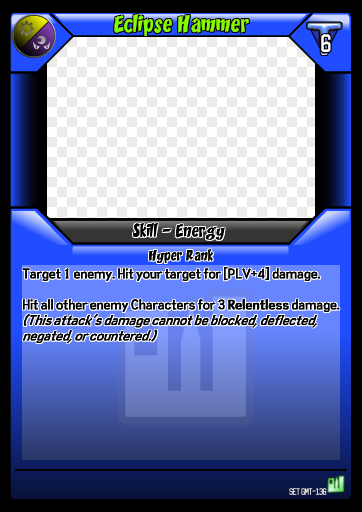 Eclipse Hammer
6
Skill - Energy
Hyper Rank
Target 1 enemy. Hit your target for [PLV+4] damage.
Hit all other enemy Characters for 3 Relentless damage.
(This attack's damage cannot be blocked, deflected,
negated, or countered.)
SET GMT-136